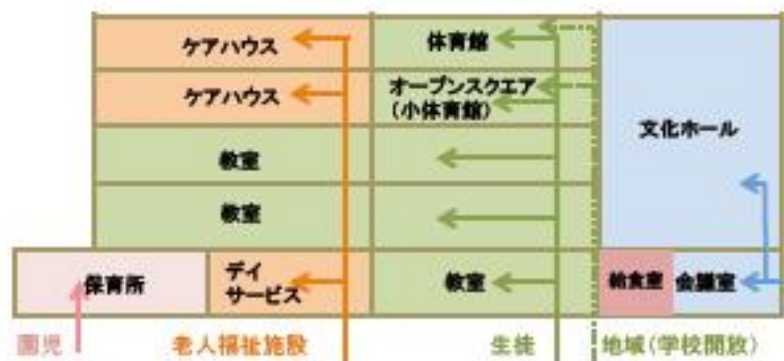 ケアハウス
体育館
ケアハウス
オープンスクエア
(小体育館)
文化ホール
教室
教室
保育所
デイ
サービス
教室
給食室
会議室
園児
老人福祉施設
生徒
地域(学校開放)